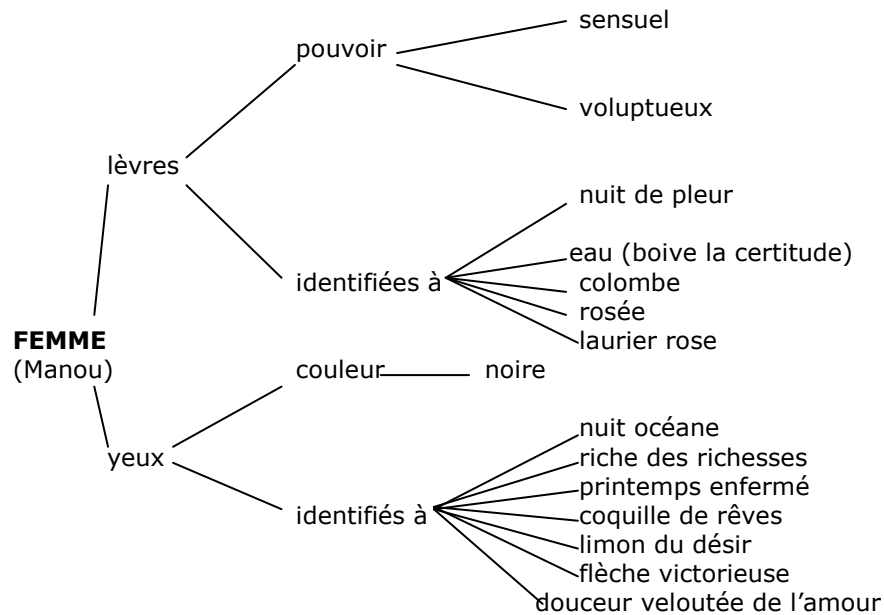 sensuel
pouvoir
voluptueux
lèvres
nuit de pleur
eau (boive la certitude)
identifiées à
colombe
rosée
laurier rose
FEMME
(Manou)
couleur
noire
yeux
nuit océane
riche des richesses
printemps enfermé
identifiés à
coquille de rêves
limon du désir
flèche victorieuse
douceur veloutée de l'amour